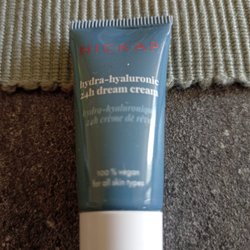 hydra-hyaluronic
24h dream cream
hydra-hyaluronique
24h crème de rêve
100 % vegan
for all skin types